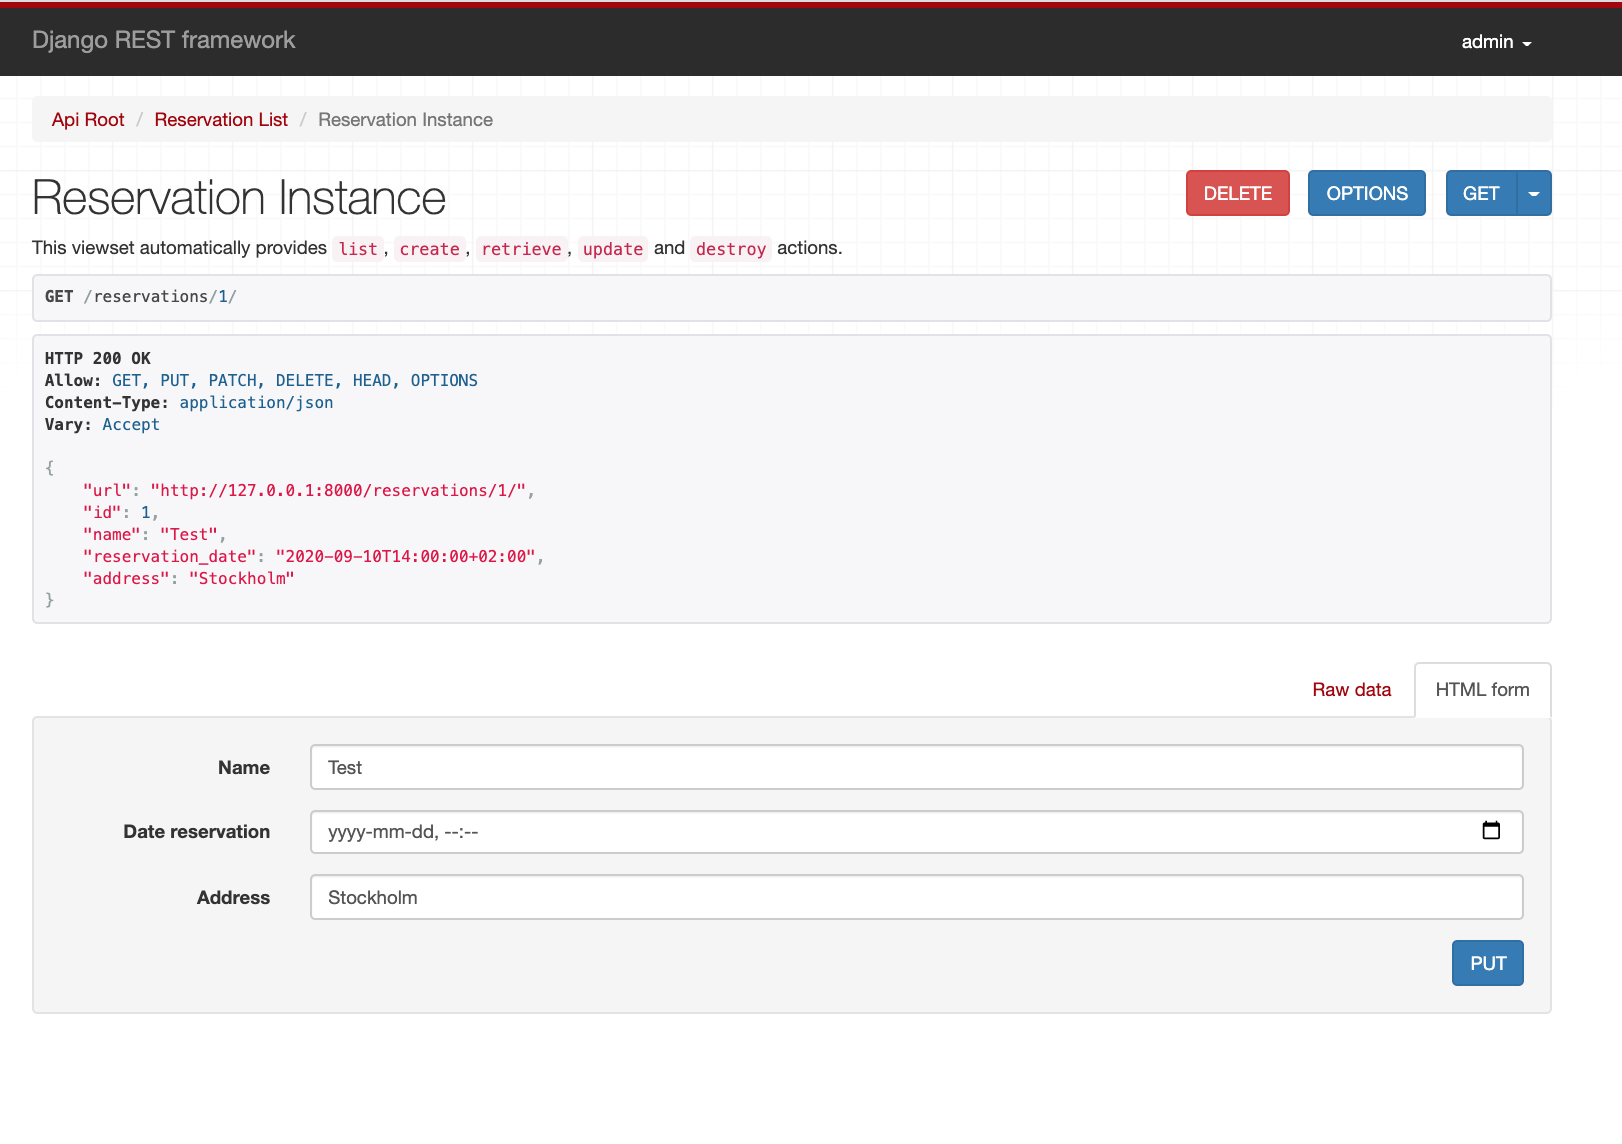 Django REST framework
admin
Api Root / Reservation List / Reservation Instance
Reservation Instance
DELETE
OPTIONS
GET
This viewset automatically provides list, create, retrieve, update and destroy actions.
GET /reservations/1/
HTTP 200 OK
Allow: GET, PUT, PATCH, DELETE, HEAD, OPTIONS
Content-Type: application/json
Vary: Accept
{
    "url": "http://127.0.0.1:8000/reservations/1/",
    "id": 1,
    "name": "Test",
    "reservation_date": "2020-09-10T14:00:00+02:00",
    "address": "Stockholm"
}
Raw data
HTML form
Name Test
Date reservation yyyy-mm-dd, --:--
Address Stockholm
PUT